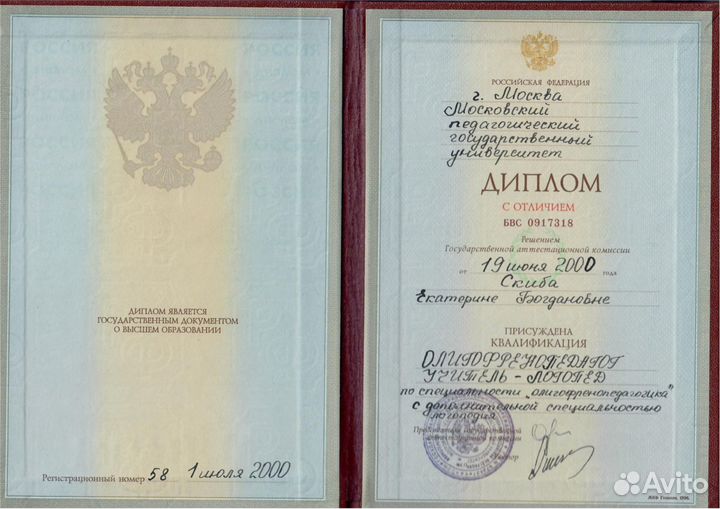 ДИПЛОМ ЯВЛЯЕТСЯ
ГОСУДАРСТВЕННЫМ ДОКУМЕНТОМ
О ВЫСШЕМ ОБРАЗОВАНИИ
Регистрационный номер 58 1 июля 2000
РОССИЙСКАЯ ФЕДЕРАЦИЯ
г. Москва
Московский
педагогический
государственный
университет
ДИПЛОМ
С ОТЛИЧИЕМ
БВС 0917318
Решением
Государственной аттестационной комиссии
от 19 июня 2000 года
Скиба
Екатерине Богдановне
ПРИСУЖДЕНА
КВАЛИФИКАЦИЯ
ОЛИГОФРЕНОПЕДАГОГ
УЧИТЕЛЬ - ЛОГОПЕД
по специальности „олигофренопедагогика"
с дополнительной специальностью
логопедия
Председатель Государственной
аттестационной комиссии
Ректор
Avito